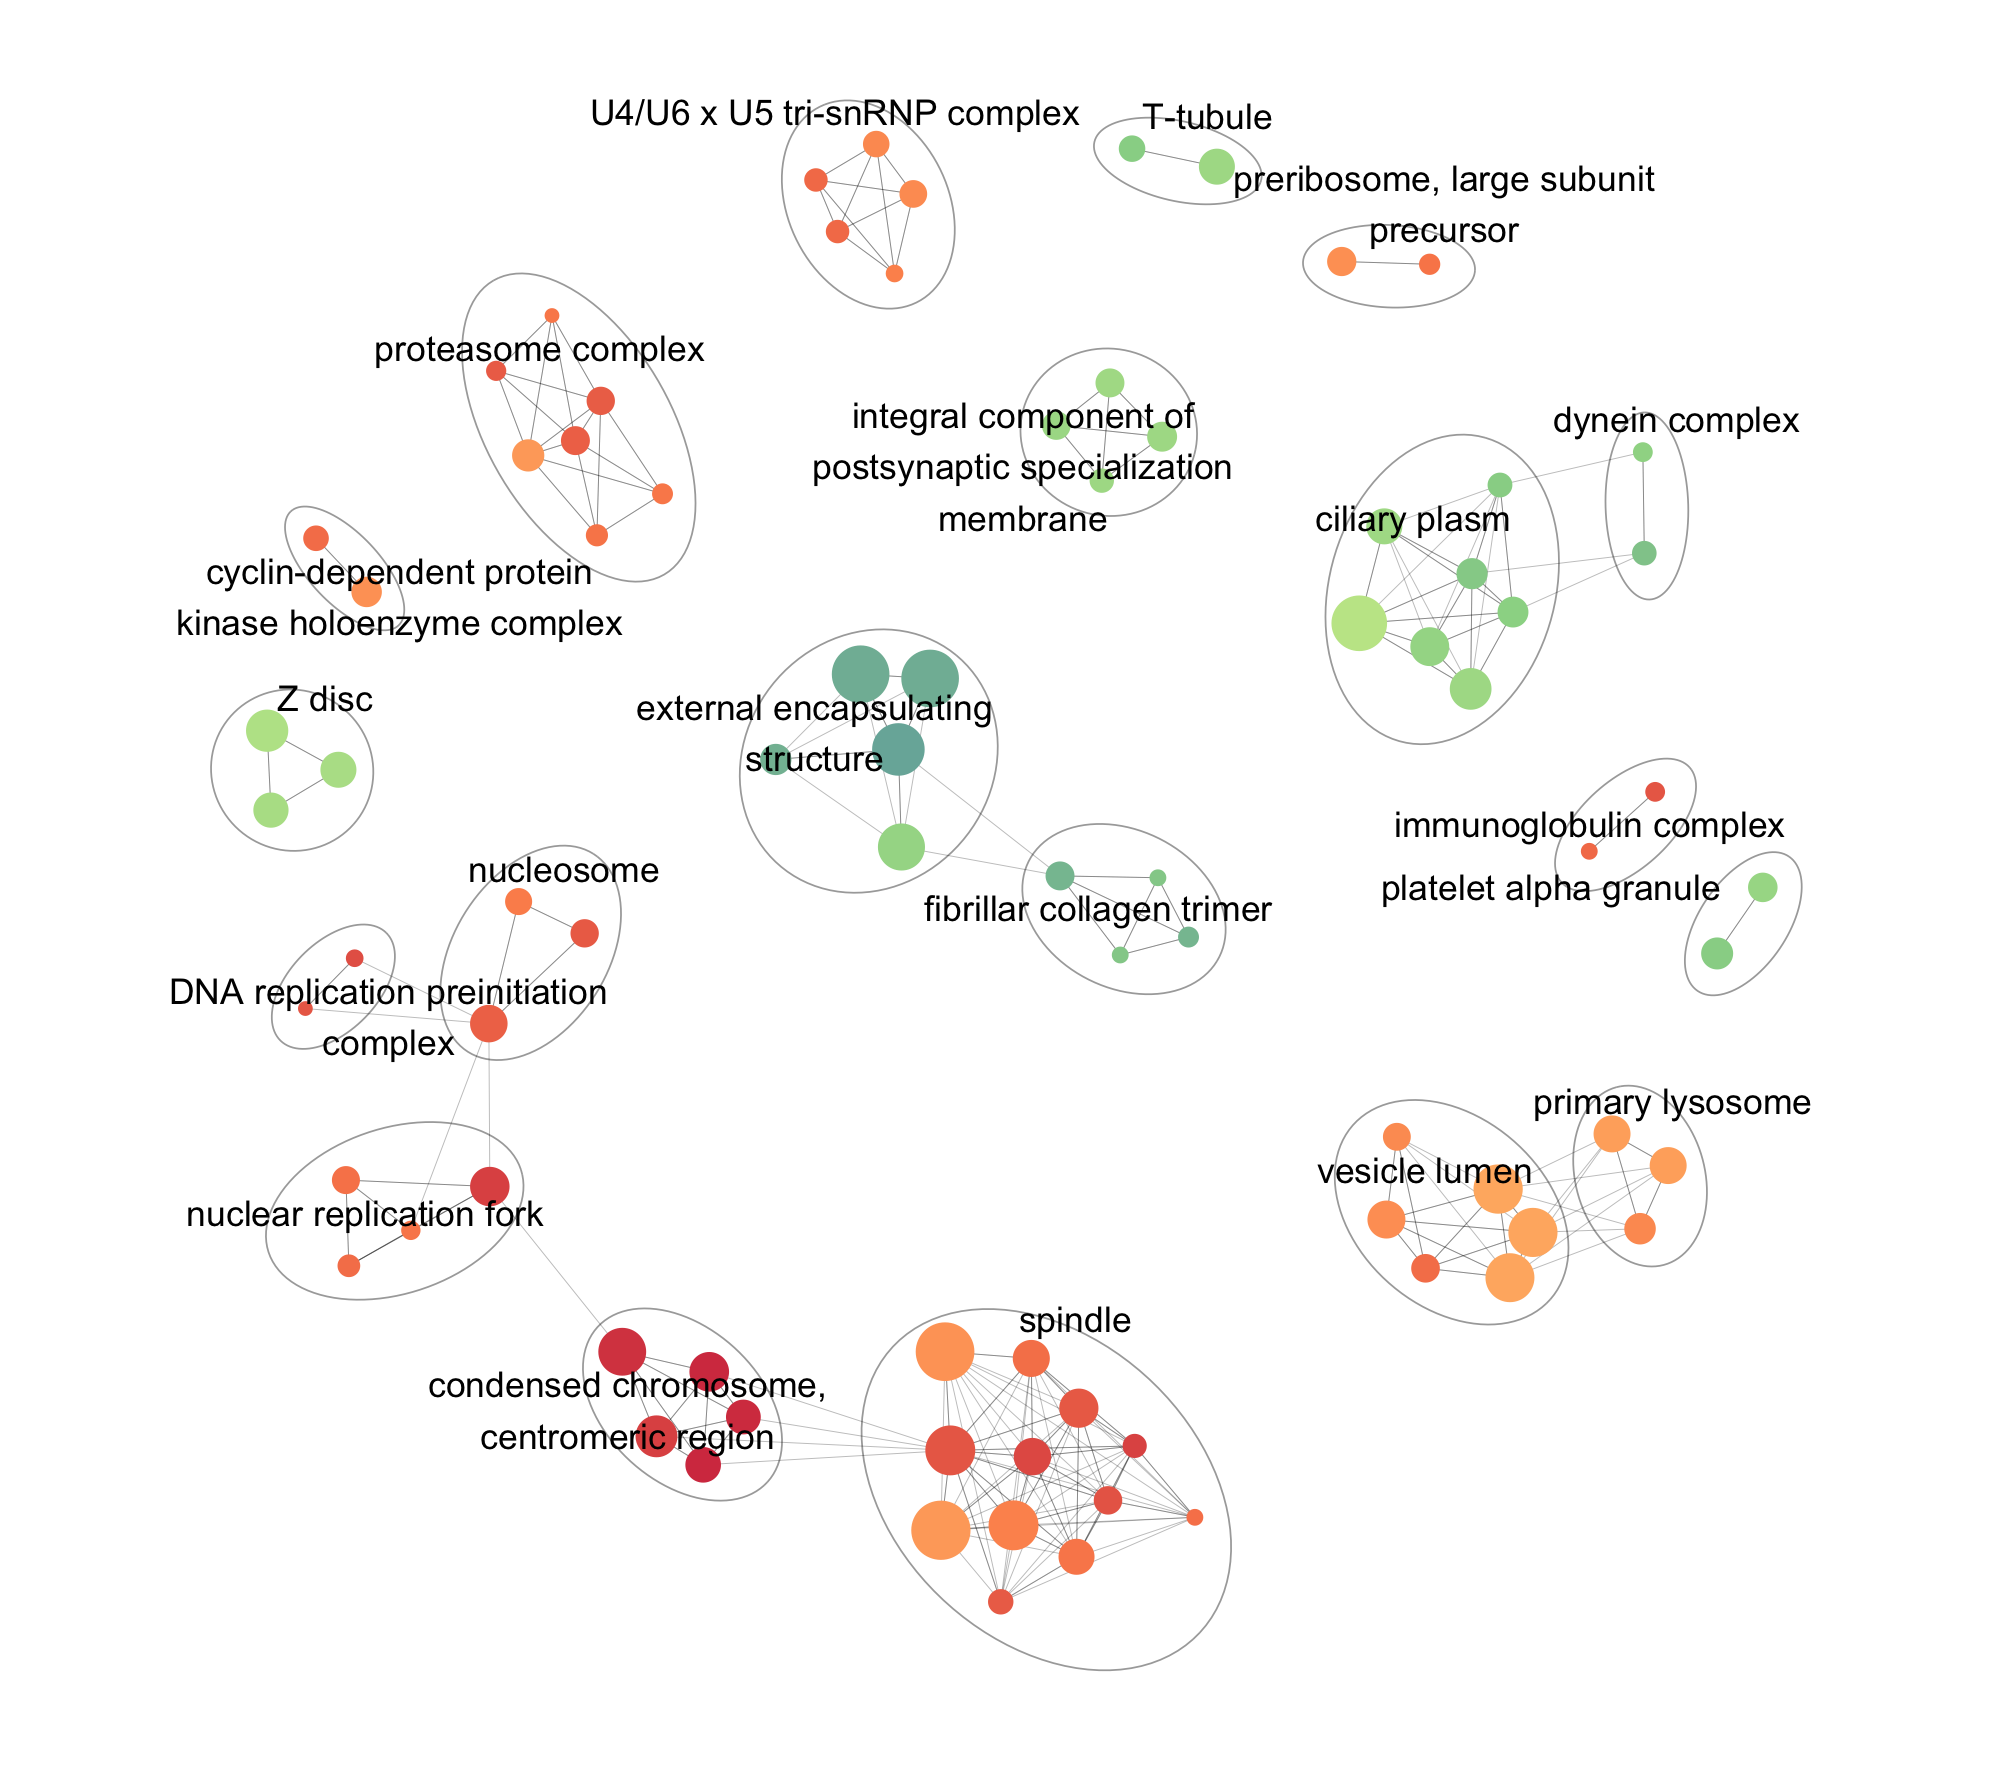 U4/U6 x U5 tri-snRNP complex
T-tubule
preribosome, large subunit
precursor
proteasome complex
integral component of
postsynaptic specialization
membrane
dynein complex
ciliary plasm
cyclin-dependent protein
kinase holoenzyme complex
Z disc
external encapsulating
structure
immunoglobulin complex
platelet alpha granule
nucleosome
fibrillar collagen trimer
DNA replication preinitiation
complex
primary lysosome
vesicle lumen
nuclear replication fork
spindle
condensed chromosome,
centromeric region